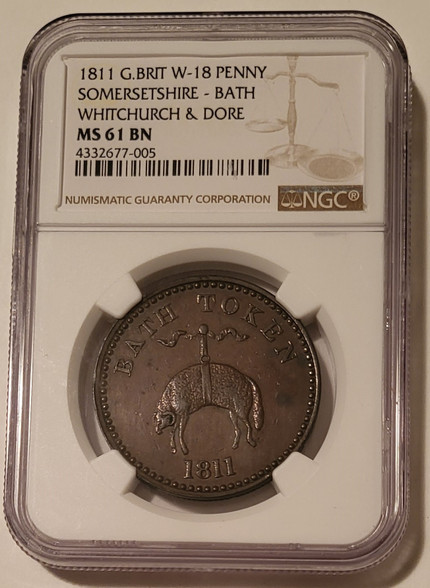 1811 G.BRIT W-18 PENNY
SOMERSETSHIRE - BATH
WHITCHURCH & DORE
MS 61 BN
4332677-005
NUMISMATIC GUARANTY CORPORATION
NGC®
BATH TOKEN
1811